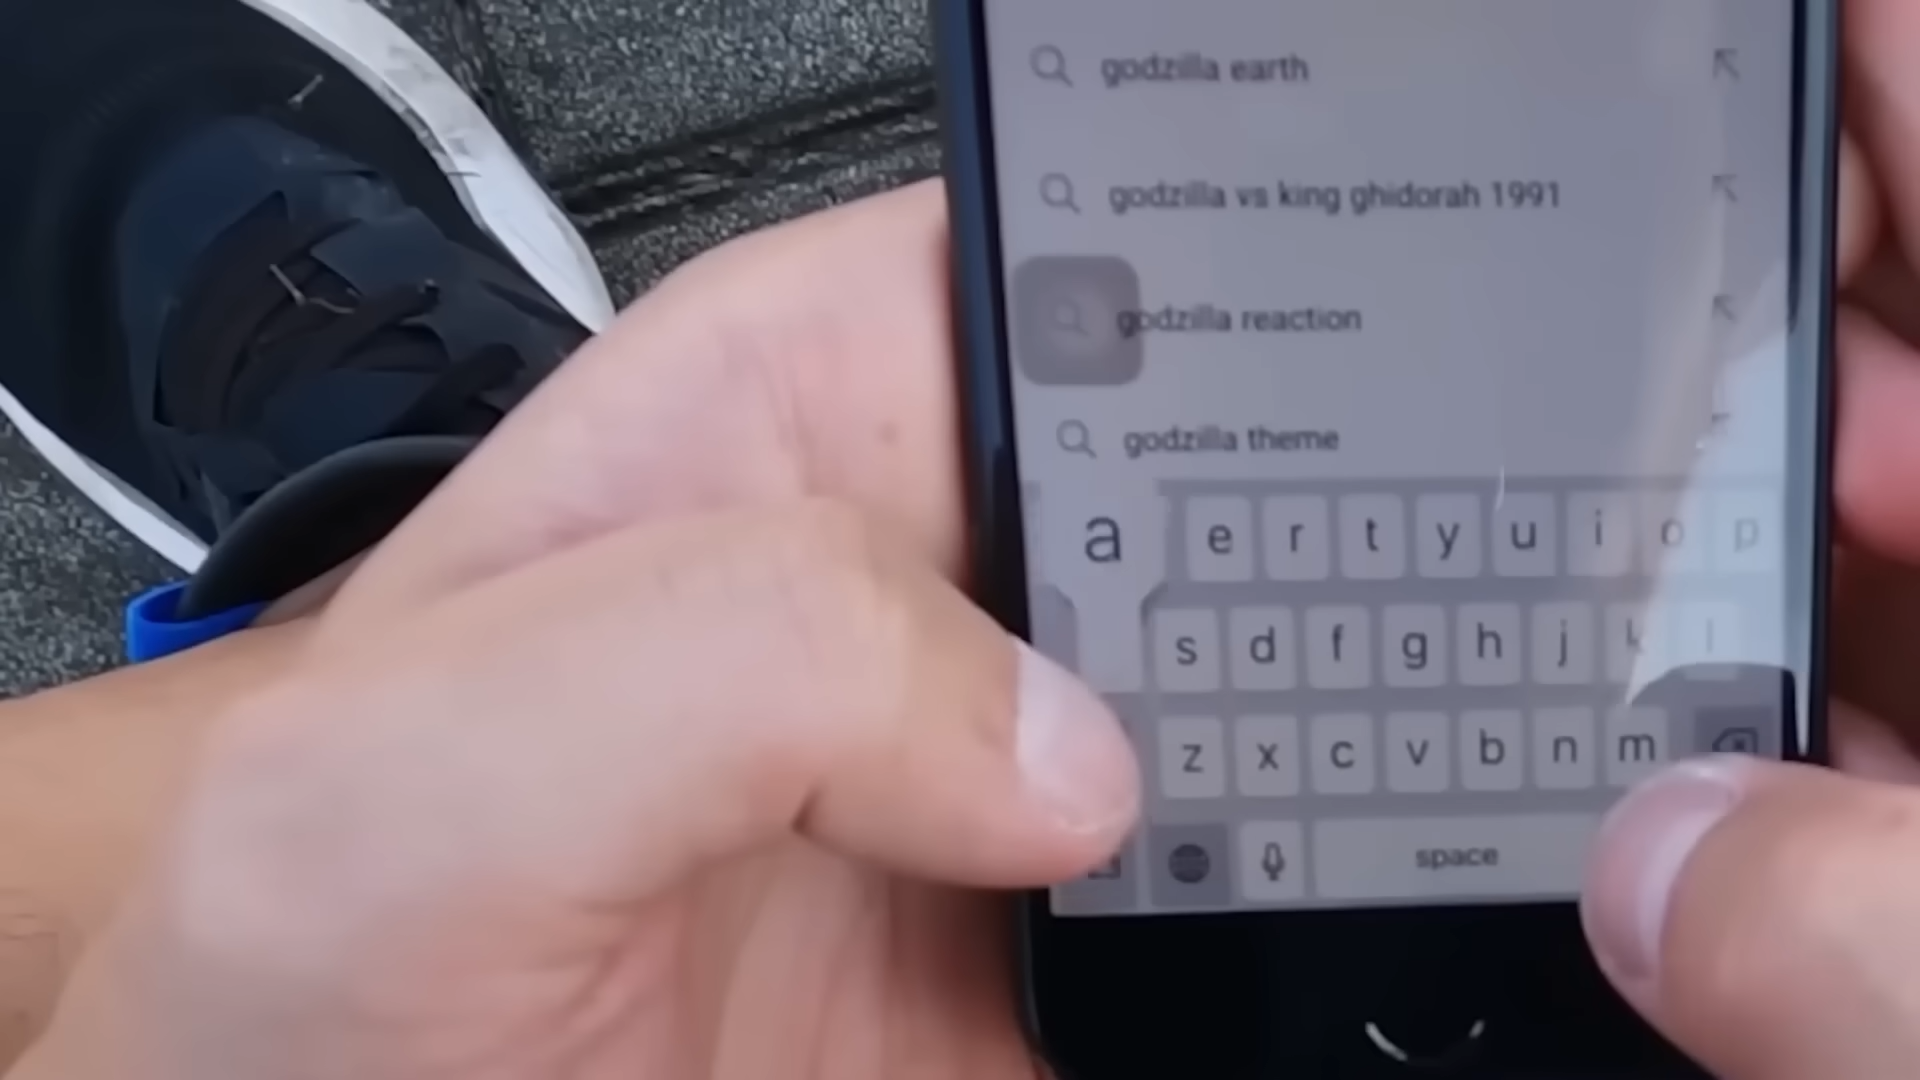 godzilla earth
godzilla vs king ghidorah 1991
godzilla reaction
godzilla theme
a e r t y u i o p
s d f g h j k l
z x c v b n m
space